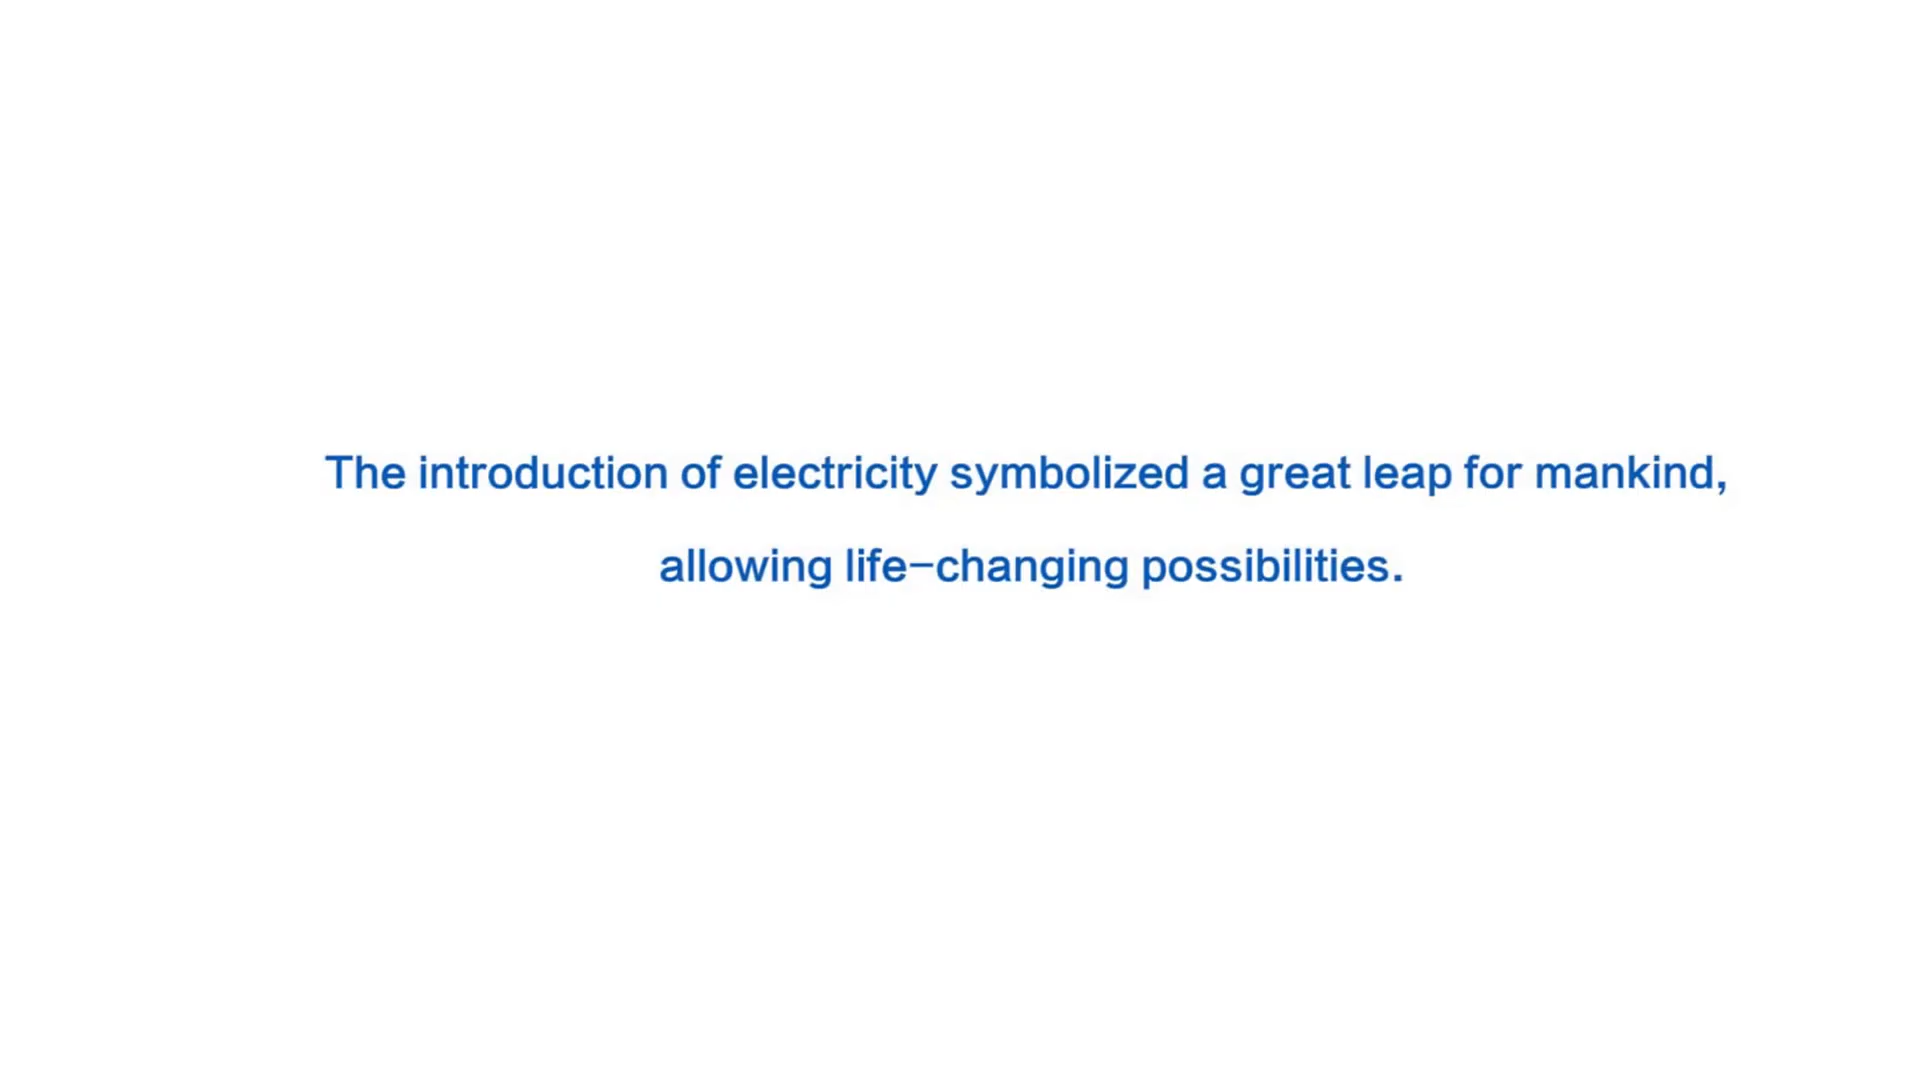 The introduction of electricity symbolized a great leap for mankind,
allowing life-changing possibilities.